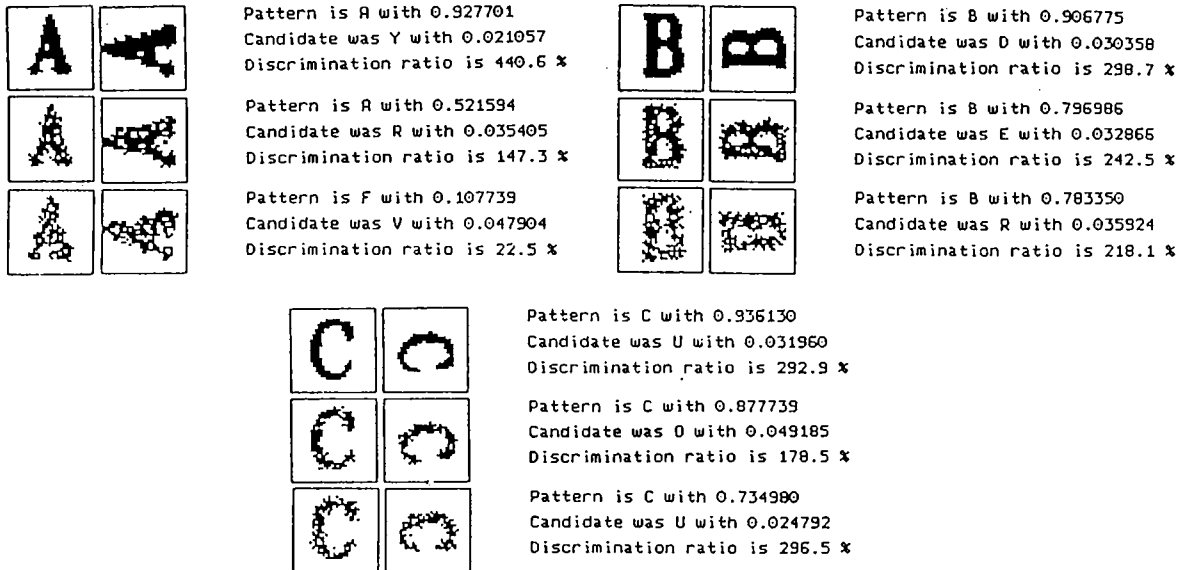 Pattern is A with 0.927701
Candidate was Y with 0.021057
Discrimination ratio is 440.6 %
Pattern is A with 0.521594
Candidate was R with 0.035405
Discrimination ratio is 147.3 %
Pattern is F with 0.107739
Candidate was V with 0.047904
Discrimination ratio is 22.5 %
Pattern is B with 0.906775
Candidate was D with 0.030358
Discrimination ratio is 298.7 %
Pattern is B with 0.796986
Candidate was E with 0.032866
Discrimination ratio is 242.5 %
Pattern is B with 0.783350
Candidate was R with 0.035924
Discrimination ratio is 218.1 %
Pattern is C with 0.936130
Candidate was U with 0.031960
Discrimination ratio is 292.9 %
Pattern is C with 0.877739
Candidate was O with 0.049185
Discrimination ratio is 178.5 %
Pattern is C with 0.734980
Candidate was U with 0.024792
Discrimination ratio is 296.5 %
A A
A A
A A
B B
B B
B B
C C
C C
C C